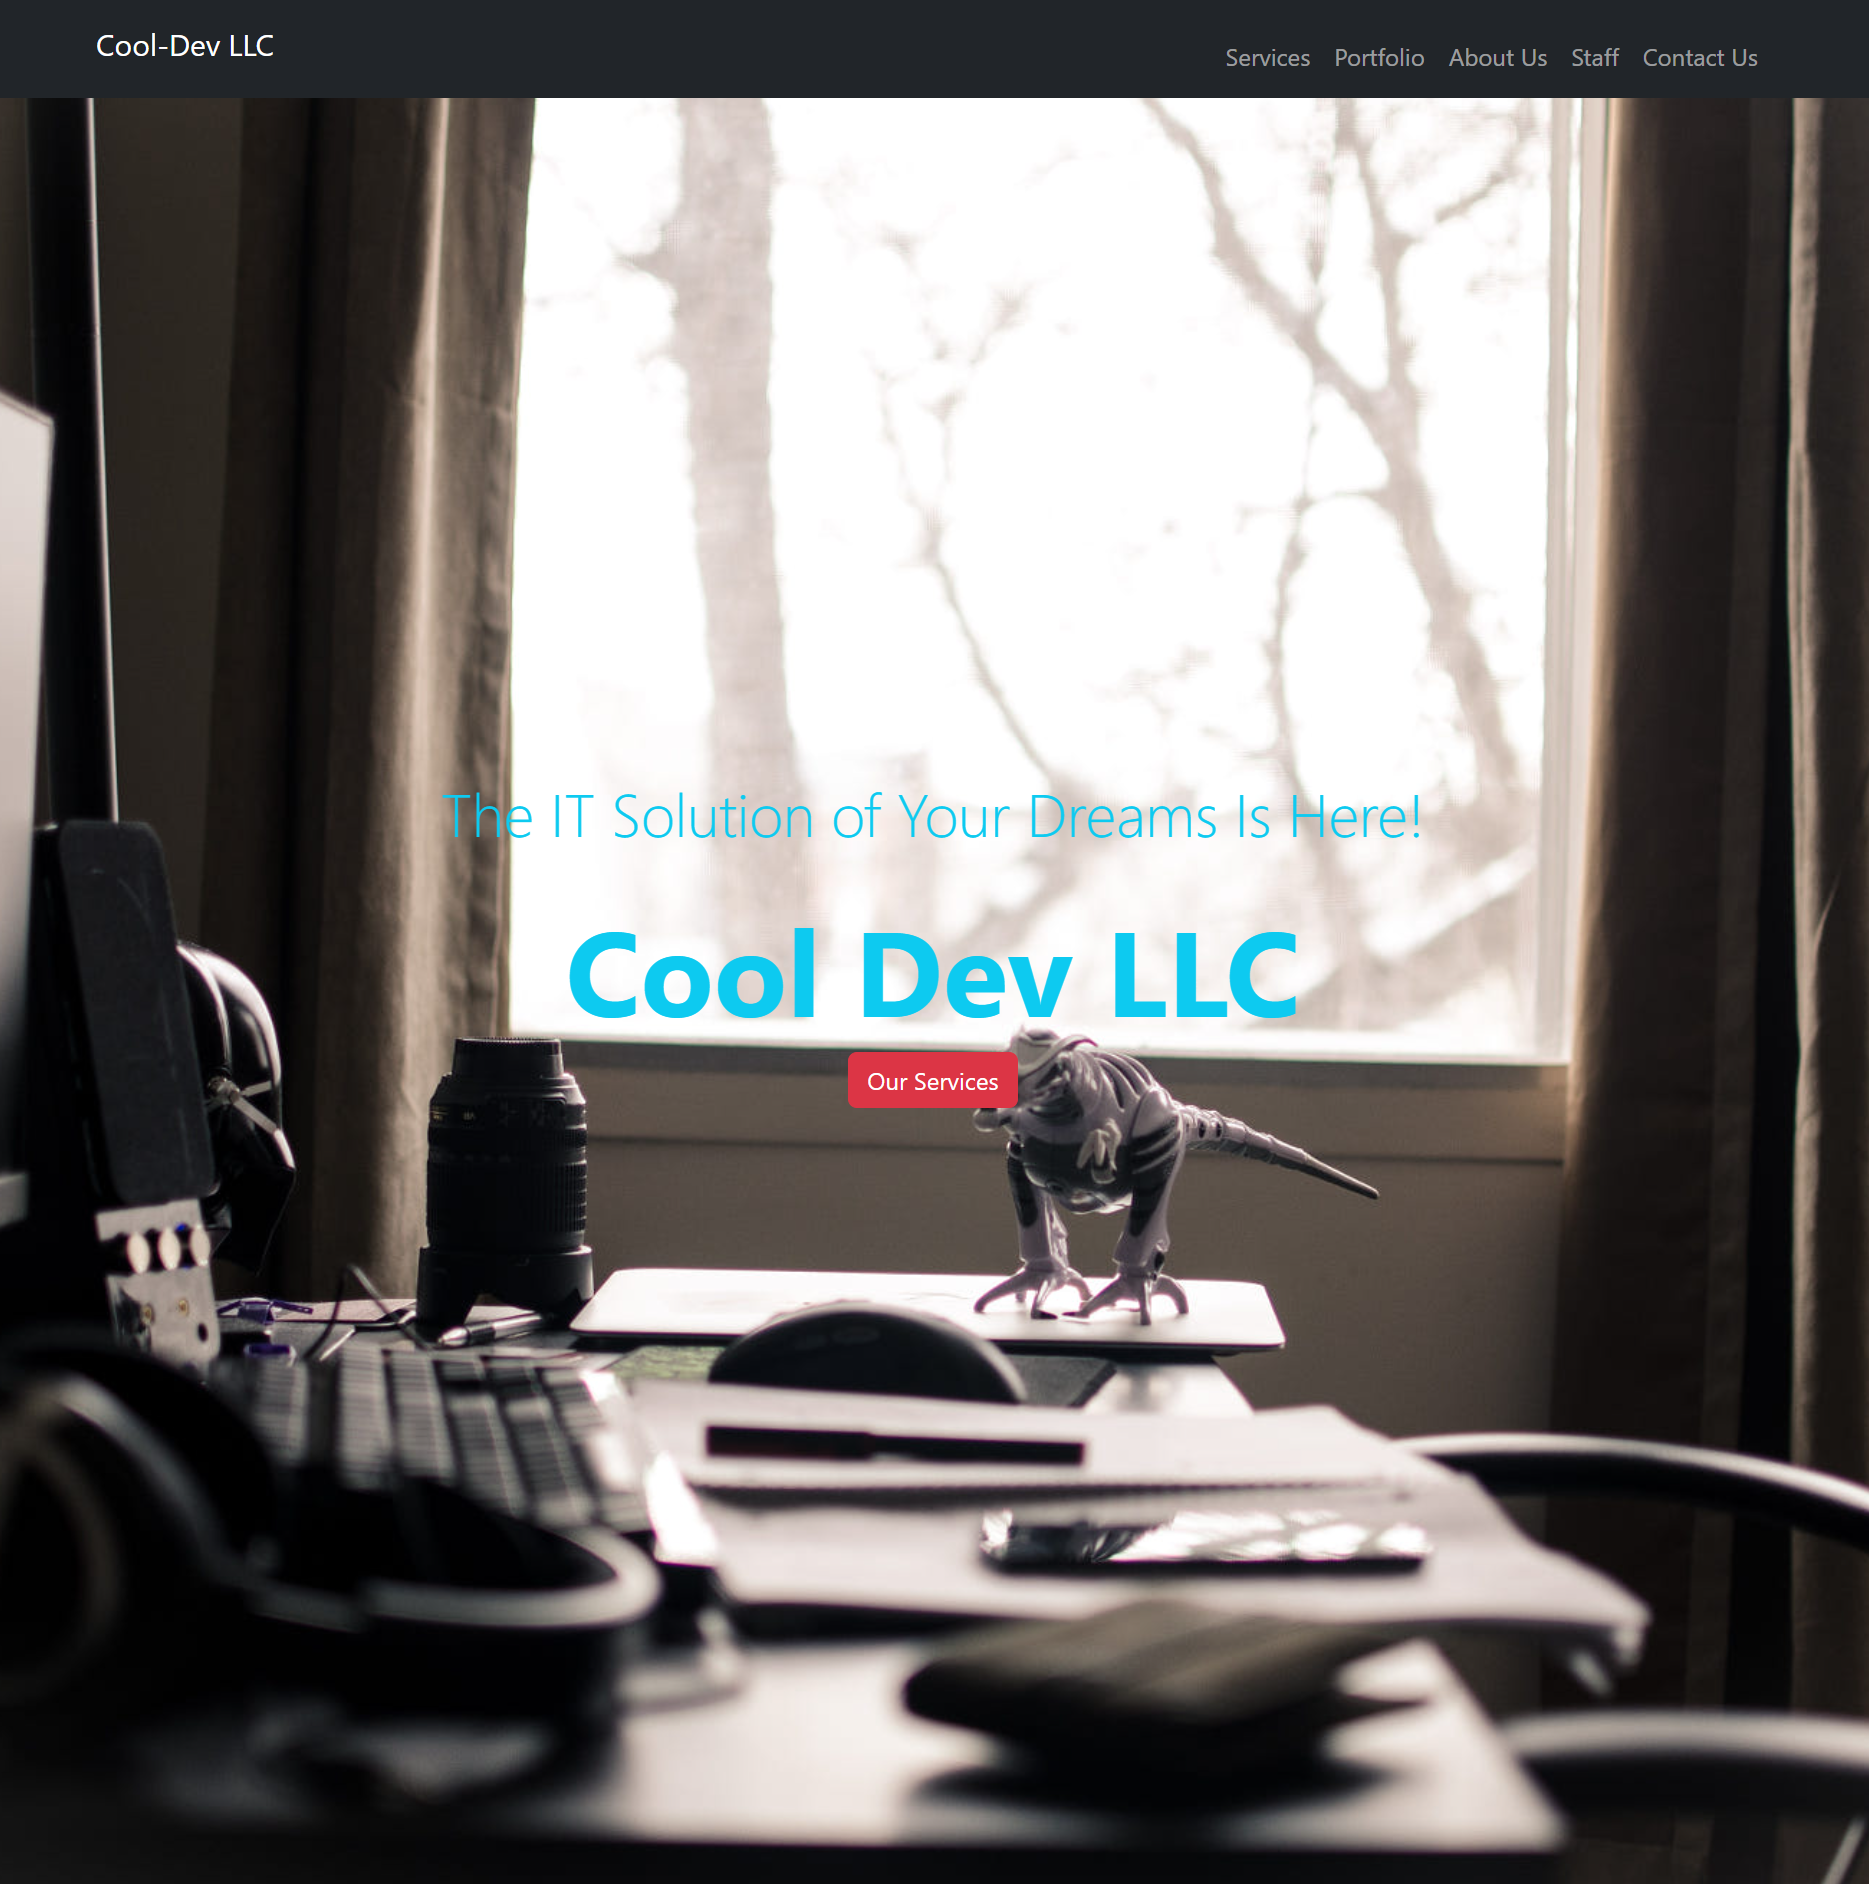 Cool-Dev LLC
Services Portfolio About Us Staff Contact Us
The IT Solution of Your Dreams Is Here!
Cool Dev LLC
Our Services